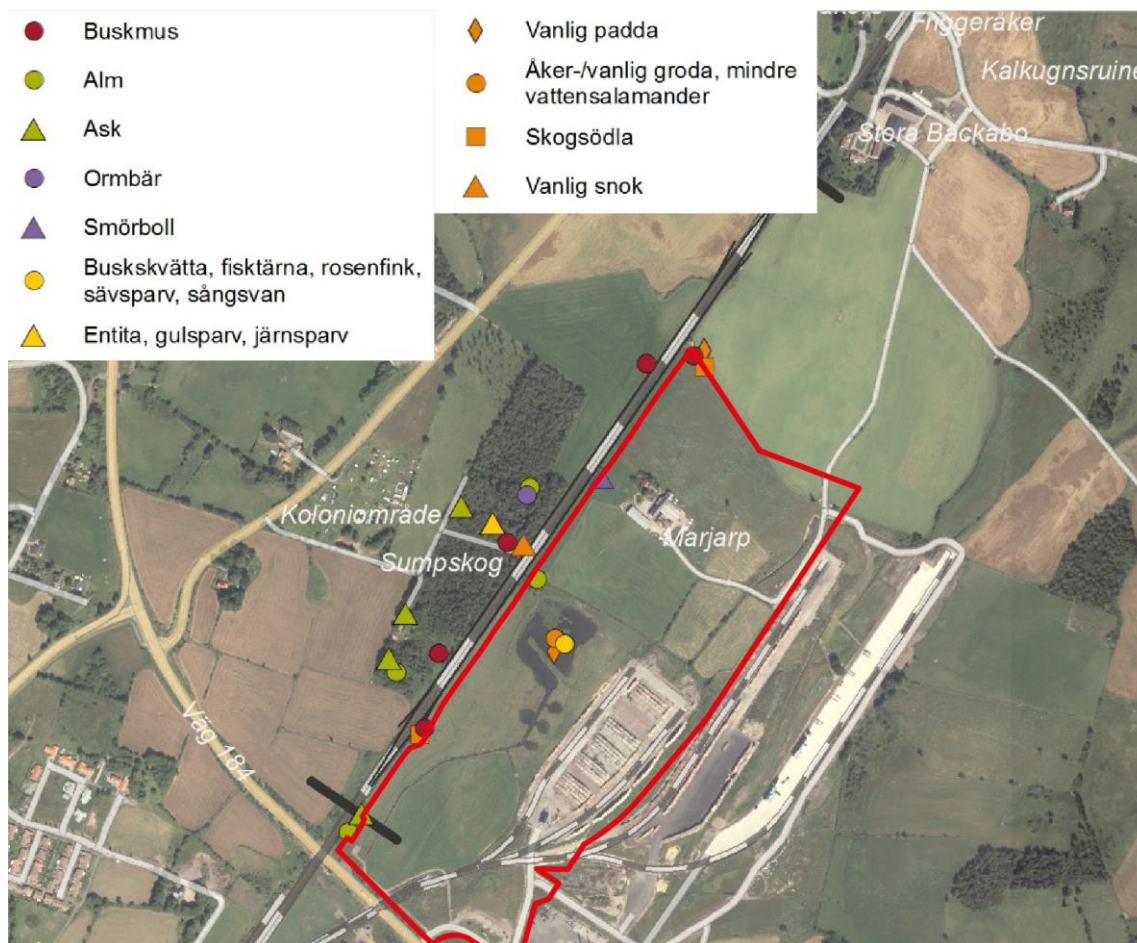 Buskmus
Alm
Ask
Ormbär
Smörboll
Buskskvätta, fisktärna, rosenfink,
sävsparv, sångsvan
Entita, gulsparv, järnsparv
Vanlig padda
Åker-/vanlig groda, mindre
vattensalamander
Skogsödla
Vanlig snok
Friggeråker
Kalkugnsruine
Stora Backabo
Koloniområde
Sumpskog
Marjarp
Väg 184